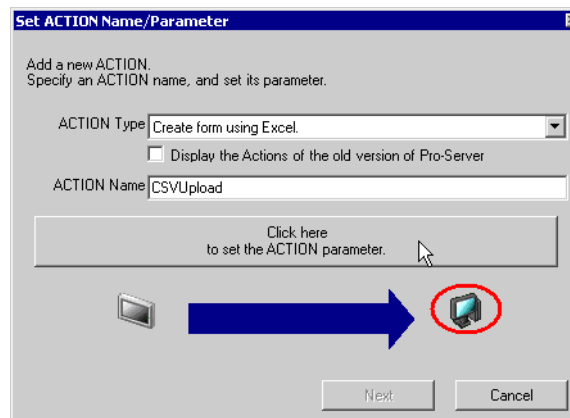 Set ACTION Name/Parameter
Add a new ACTION.
Specify an ACTION name, and set its parameter.
ACTION Type Create form using Excel.
Display the Actions of the old version of Pro-Server
ACTION Name CSVUpload
Click here
to set the ACTION parameter.
Next Cancel